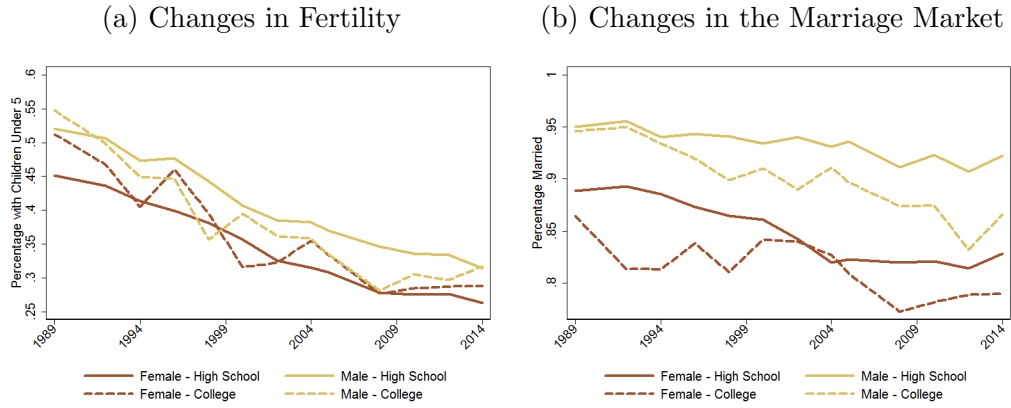 (a) Changes in Fertility
Percentage with Children Under 5
.6
.55
.5
.45
.4
.35
.3
.25
1989
1994
1999
2004
2009
2014
Female - High School
Male - High School
Female - College
Male - College
(b) Changes in the Marriage Market
Percentage Married
1
.95
.9
.85
.8
1989
1994
1999
2004
2009
2014
Female - High School
Male - High School
Female - College
Male - College